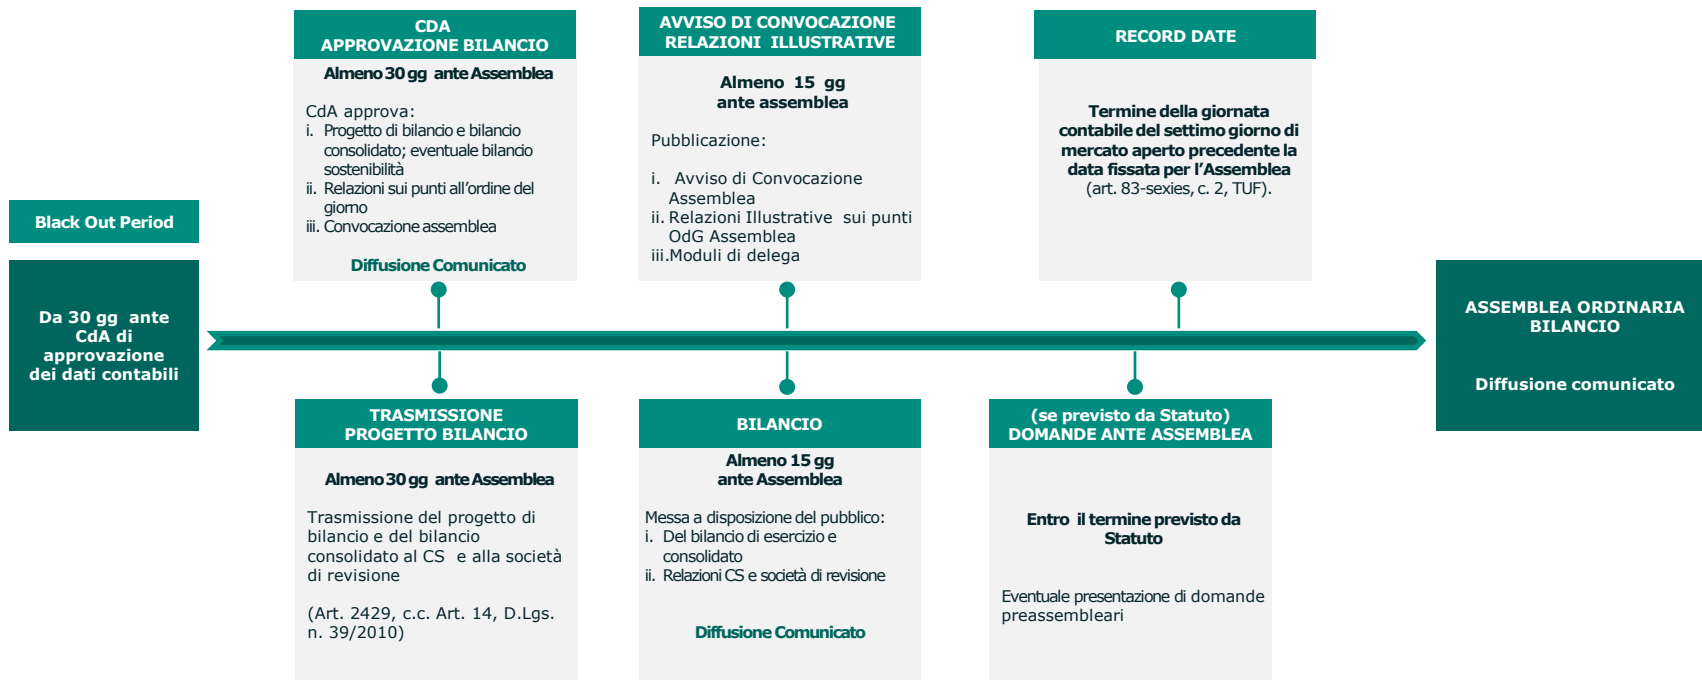 Black Out Period
Da 30 gg ante
CdA di
approvazione
dei dati contabili
CDA
APPROVAZIONE BILANCIO
Almeno 30 gg ante Assemblea
CdA approva:
i. Progetto di bilancio e bilancio
consolidato; eventuale bilancio
sostenibilità
ii. Relazioni sui punti all'ordine del
giorno
iii. Convocazione assemblea
Diffusione Comunicato
AVVISO DI CONVOCAZIONE
RELAZIONI ILLUSTRATIVE
Almeno 15 gg
ante assemblea
Pubblicazione:
i. Avviso di Convocazione
Assemblea
ii. Relazioni Illustrative sui punti
OdG Assemblea
iii.Moduli di delega
RECORD DATE
Termine della giornata
contabile del settimo giorno di
mercato aperto precedente la
data fissata per l'Assemblea
(art. 83-sexies, c. 2, TUF).
TRASMISSIONE
PROGETTO BILANCIO
Almeno 30 gg ante Assemblea
Trasmissione del progetto di
bilancio e del bilancio
consolidato al CS e alla società
di revisione
(Art. 2429, c.c. Art. 14, D.Lgs.
n. 39/2010)
BILANCIO
Almeno 15 gg
ante Assemblea
Messa a disposizione del pubblico:
i. Del bilancio di esercizio e
consolidato
ii. Relazioni CS e società di revisione
Diffusione Comunicato
(se previsto da Statuto)
DOMANDE ANTE ASSEMBLEA
Entro il termine previsto da
Statuto
Eventuale presentazione di domande
preassembleari
ASSEMBLEA ORDINARIA
BILANCIO
Diffusione comunicato